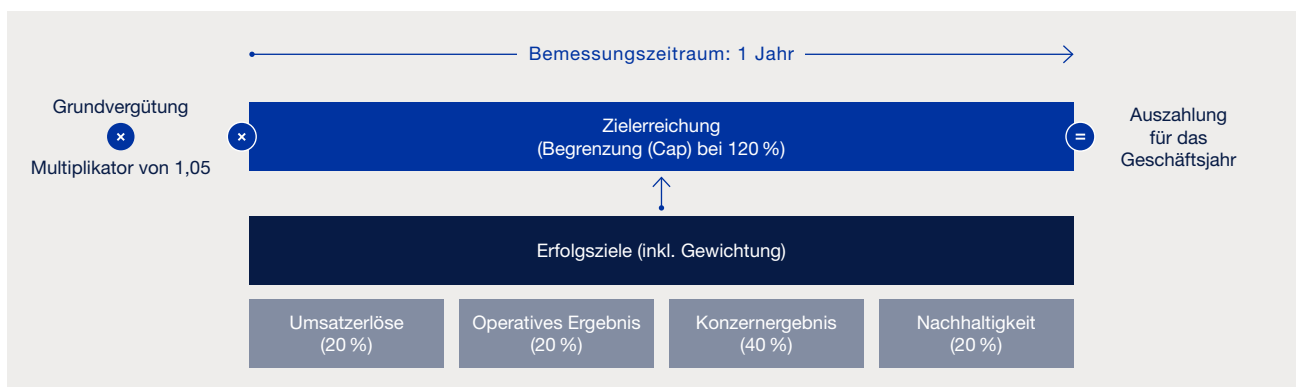 Bemessungszeitraum: 1 Jahr
Grundvergütung
×
Multiplikator von 1,05
×
Zielerreichung
(Begrenzung (Cap) bei 120 %)
=
Auszahlung
für das
Geschäftsjahr
Erfolgsziele (inkl. Gewichtung)
Umsatzerlöse
(20 %)
Operatives Ergebnis
(20 %)
Konzernergebnis
(40 %)
Nachhaltigkeit
(20 %)